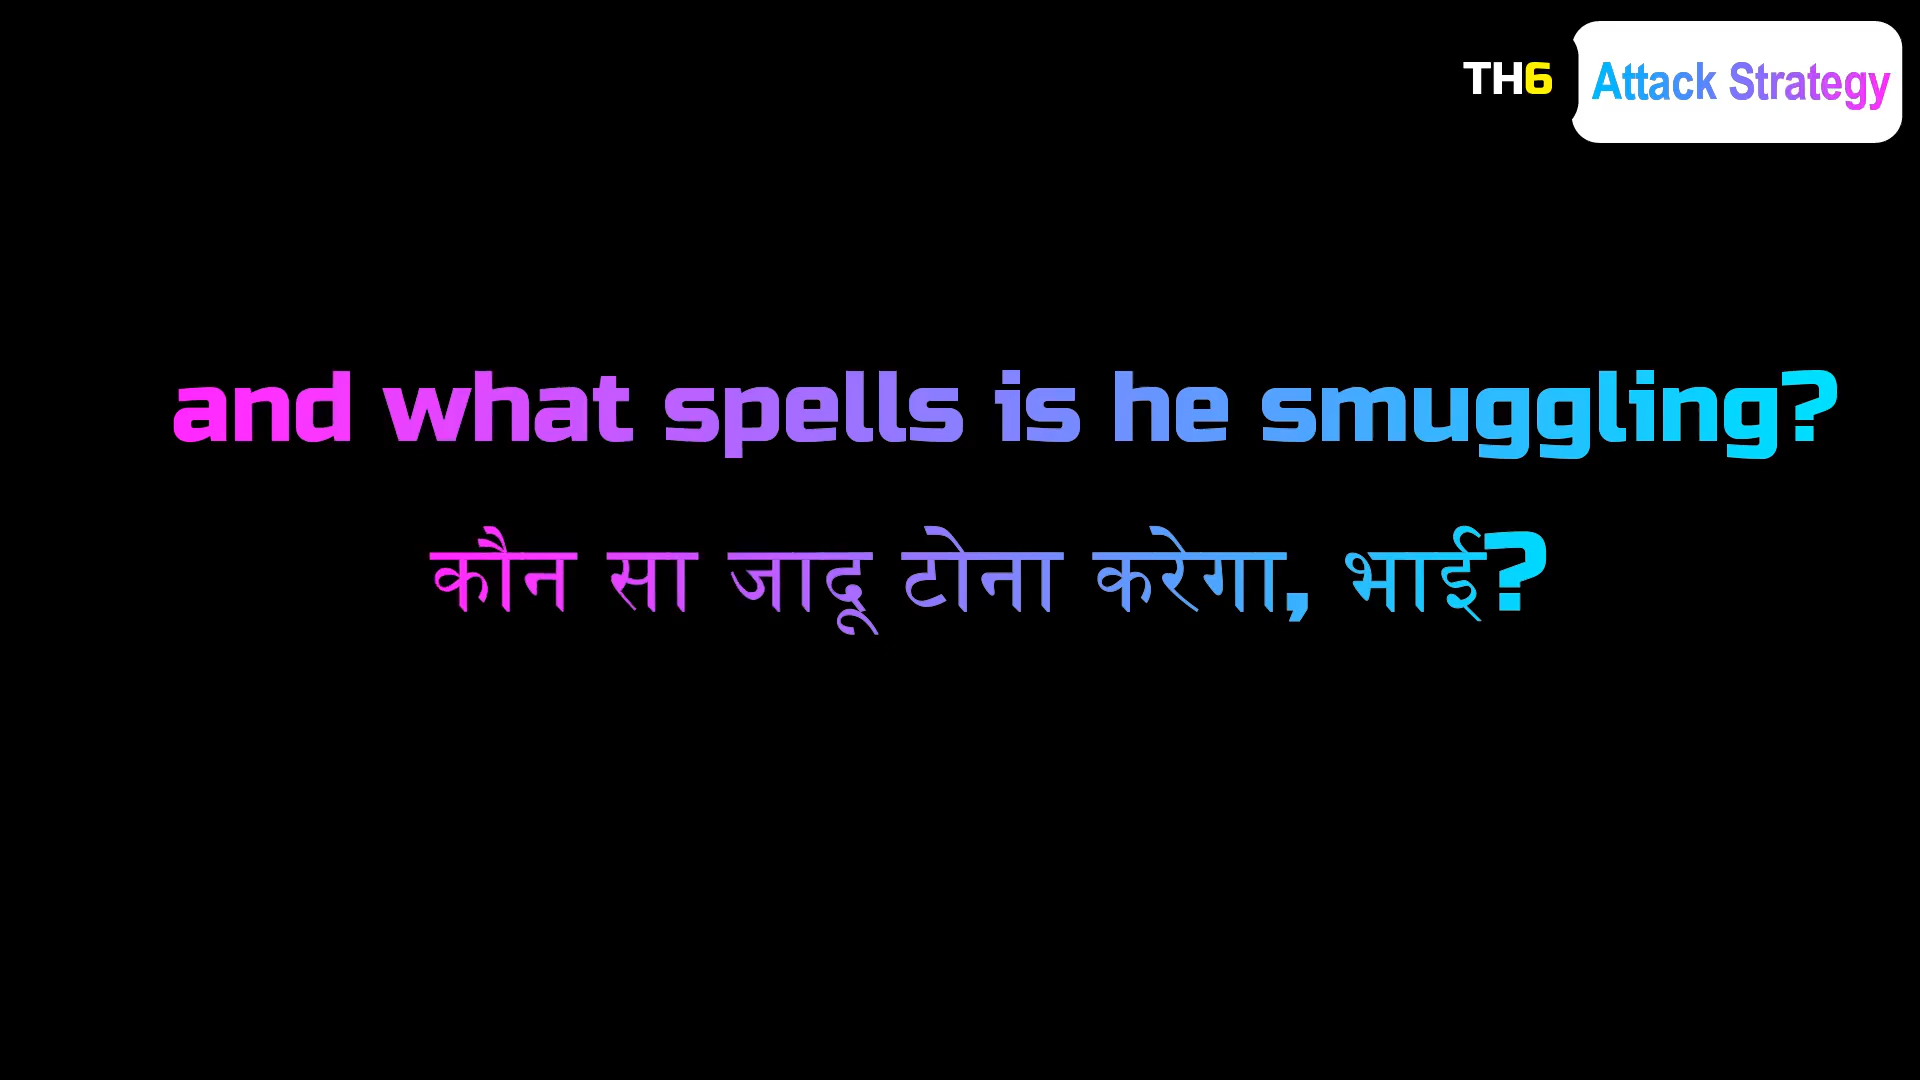 TH6 Attack Strategy
and what spells is he smuggling?
कौन सा जादू टोना करेगा, भाई?